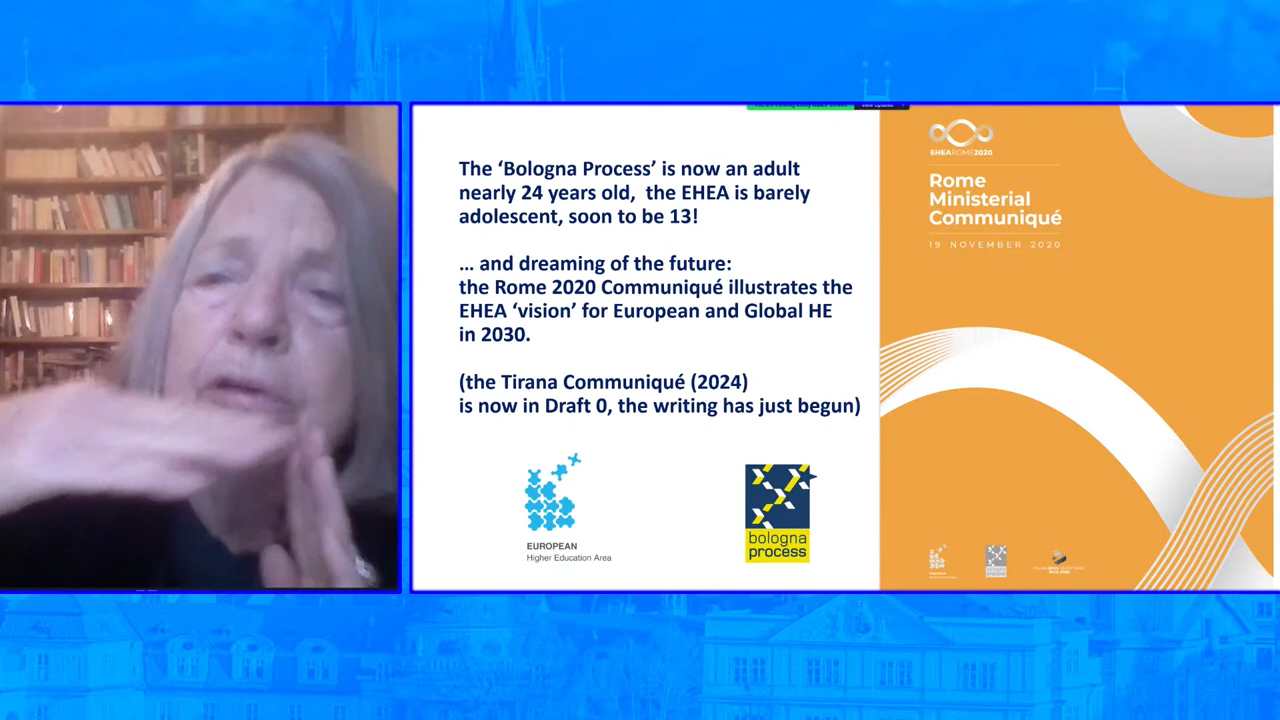 The ‘Bologna Process’ is now an adult
nearly 24 years old,  the EHEA is barely
adolescent, soon to be 13!
… and dreaming of the future:
the Rome 2020 Communiqué illustrates the
EHEA ‘vision’ for European and Global HE
in 2030.
(the Tirana Communiqué (2024)
is now in Draft 0, the writing has just begun)
EUROPEAN
Higher Education Area
bologna
process
EHEAROME2020
Rome
Ministerial
Communiqué
19 NOVEMBER 2020
bologna
process